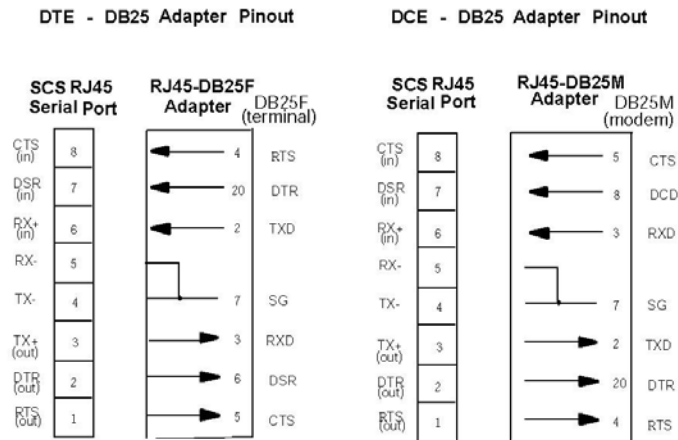 DTE - DB25 Adapter Pinout
SCS RJ45
Serial Port
RJ45-DB25F
Adapter
DB25F
(terminal)
CTS
(in)
8
4
RTS
DSR
(in)
7
20
DTR
RX+
(in)
6
2
TXD
RX-
5
TX-
4
7
SG
TX+
(out)
3
3
RXD
DTR
(out)
2
6
DSR
RTS
(out)
1
5
CTS
DCE - DB25 Adapter Pinout
SCS RJ45
Serial Port
RJ45-DB25M
Adapter
DB25M
(modem)
CTS
(in)
8
5
CTS
DSR
(in)
7
8
DCD
RX+
(in)
6
3
RXD
RX-
5
TX-
4
7
SG
TX+
(out)
3
2
TXD
DTR
(out)
2
20
DTR
RTS
(out)
1
4
RTS